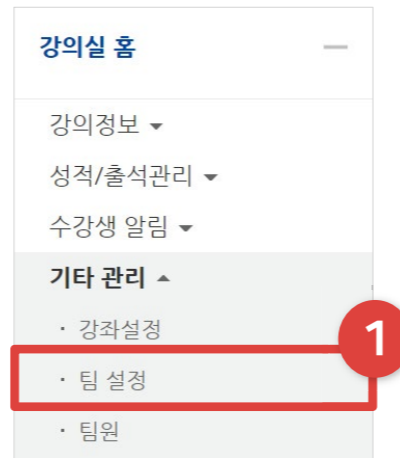 강의실 홈
강의정보
성적/출석관리
수강생 알림
기타 관리
· 강좌설정
1
· 팀 설정
· 팀원